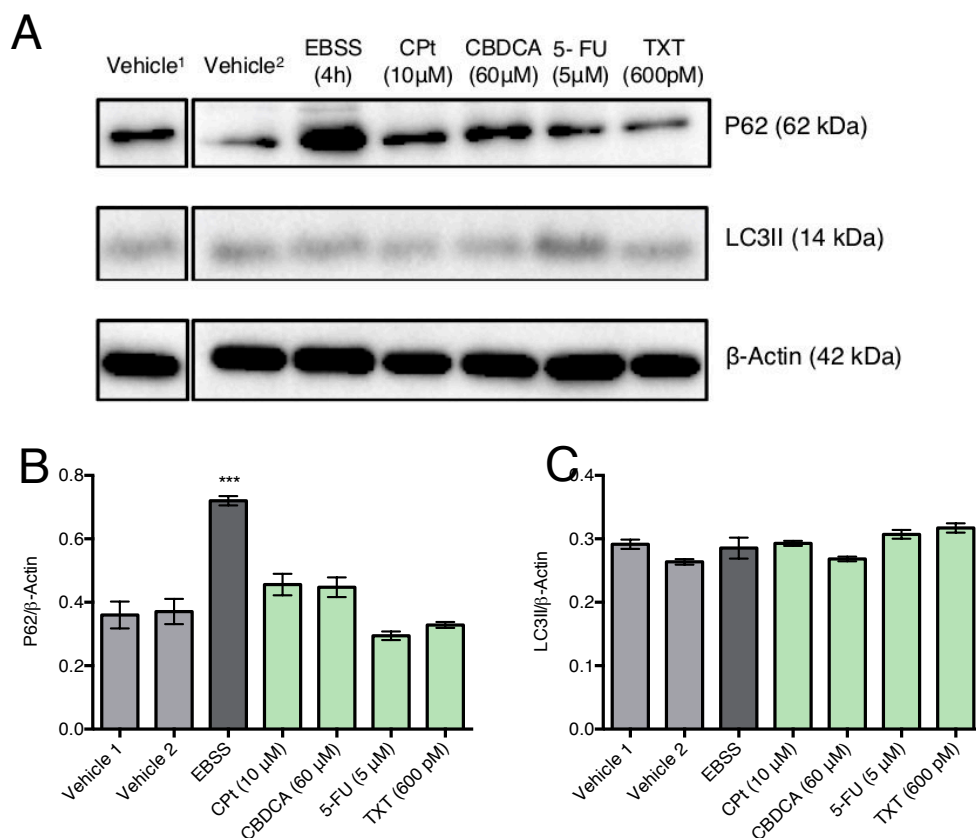 A
Vehicle¹
Vehicle²
EBSS
(4h)
CPt
(10µM)
CBDCA
(60µM)
5- FU
(5µM)
TXT
(600pM)
P62 (62 kDa)
LC3II (14 kDa)
β-Actin (42 kDa)
B
P62/β-Actin
0.8
0.6
0.4
0.2
0.0
***
Vehicle 1
Vehicle 2
EBSS
CPt (10 µM)
CBDCA (60 µM)
5-FU (5 µM)
TXT (600 pM)
C
LC3II/β-Actin
0.4
0.3
0.2
0.1
0.0
Vehicle 1
Vehicle 2
EBSS
CPt (10 µM)
CBDCA (60 µM)
5-FU (5 µM)
TXT (600 pM)